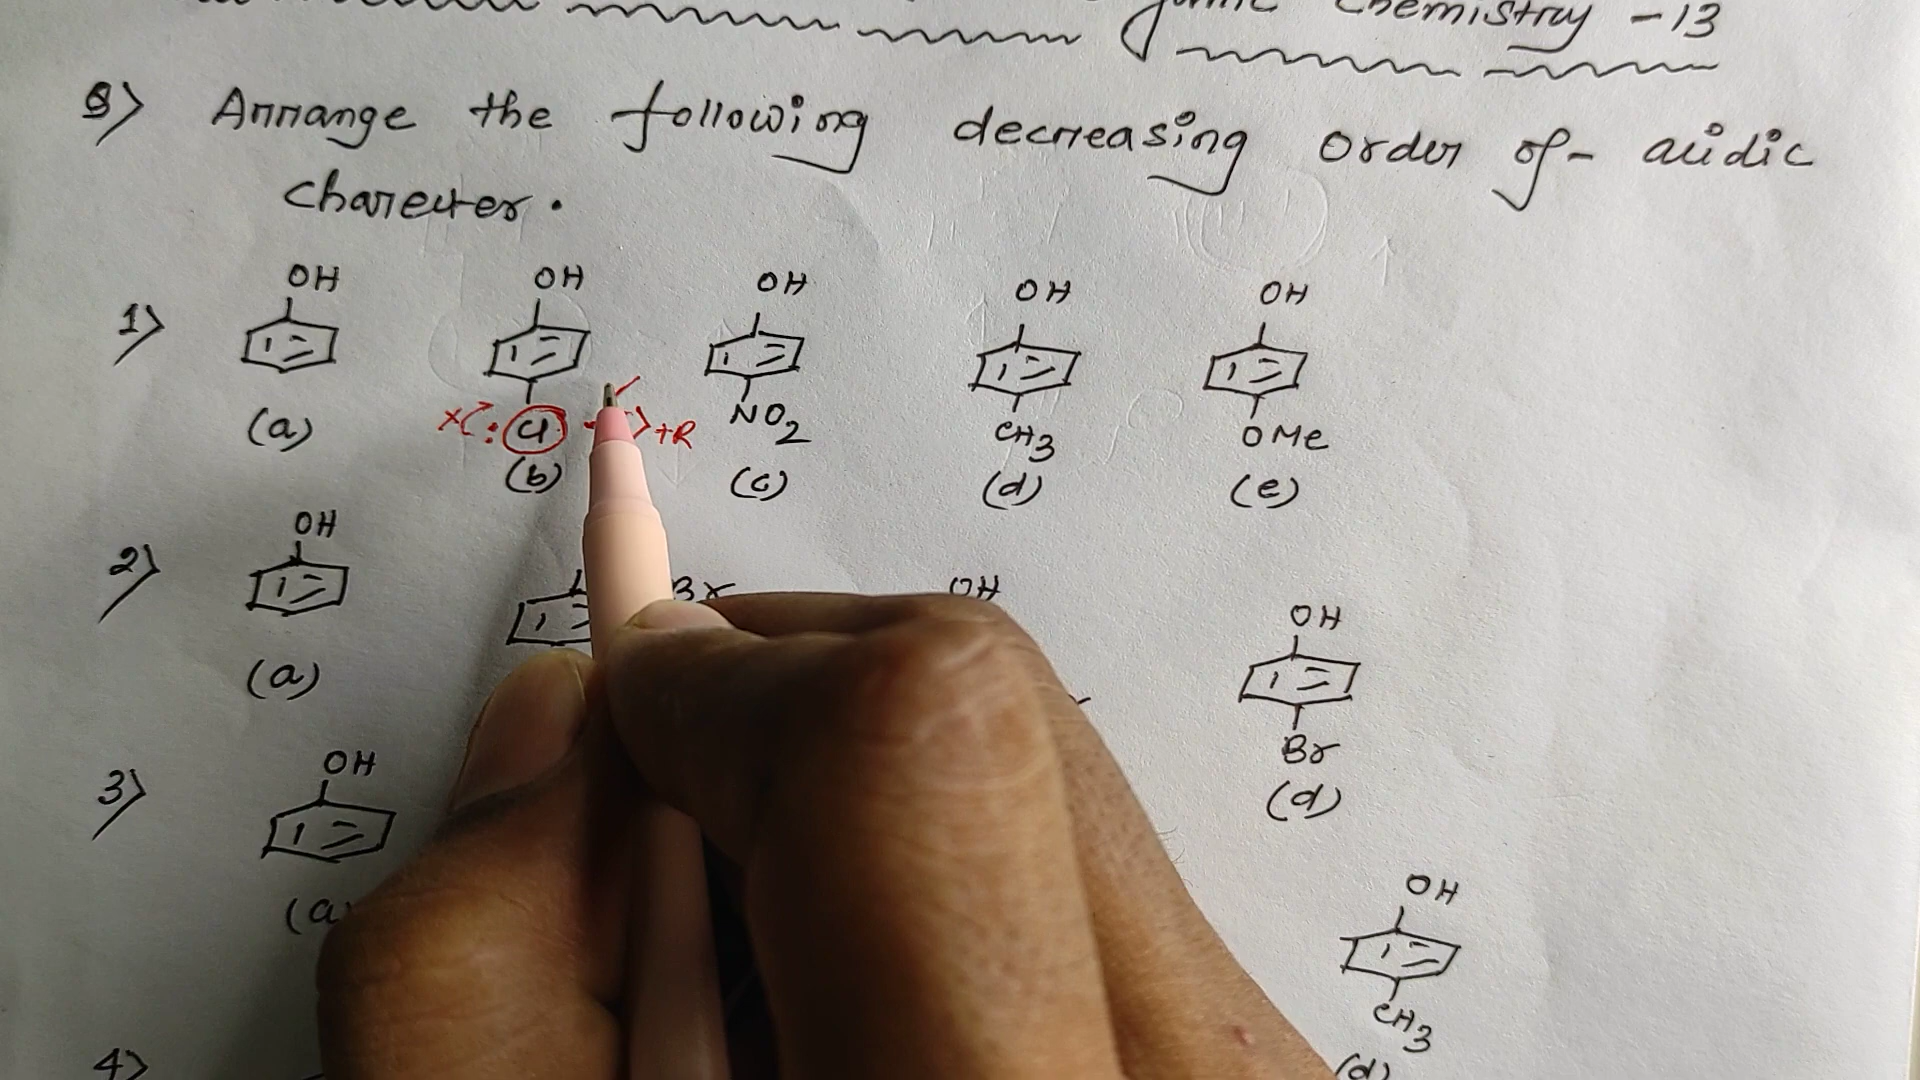 Chemistry -13
Q> Arrange the following decreasing order of- acidic
charecter.
1> OH OH OH OH OH
Cl NO2 CH3 OMe
x : +R
(a) (b) (c) (d) (e)
2> OH Br OH OH
Br
(a) (d)
3> OH OH
CH3
(a) (d)
4>